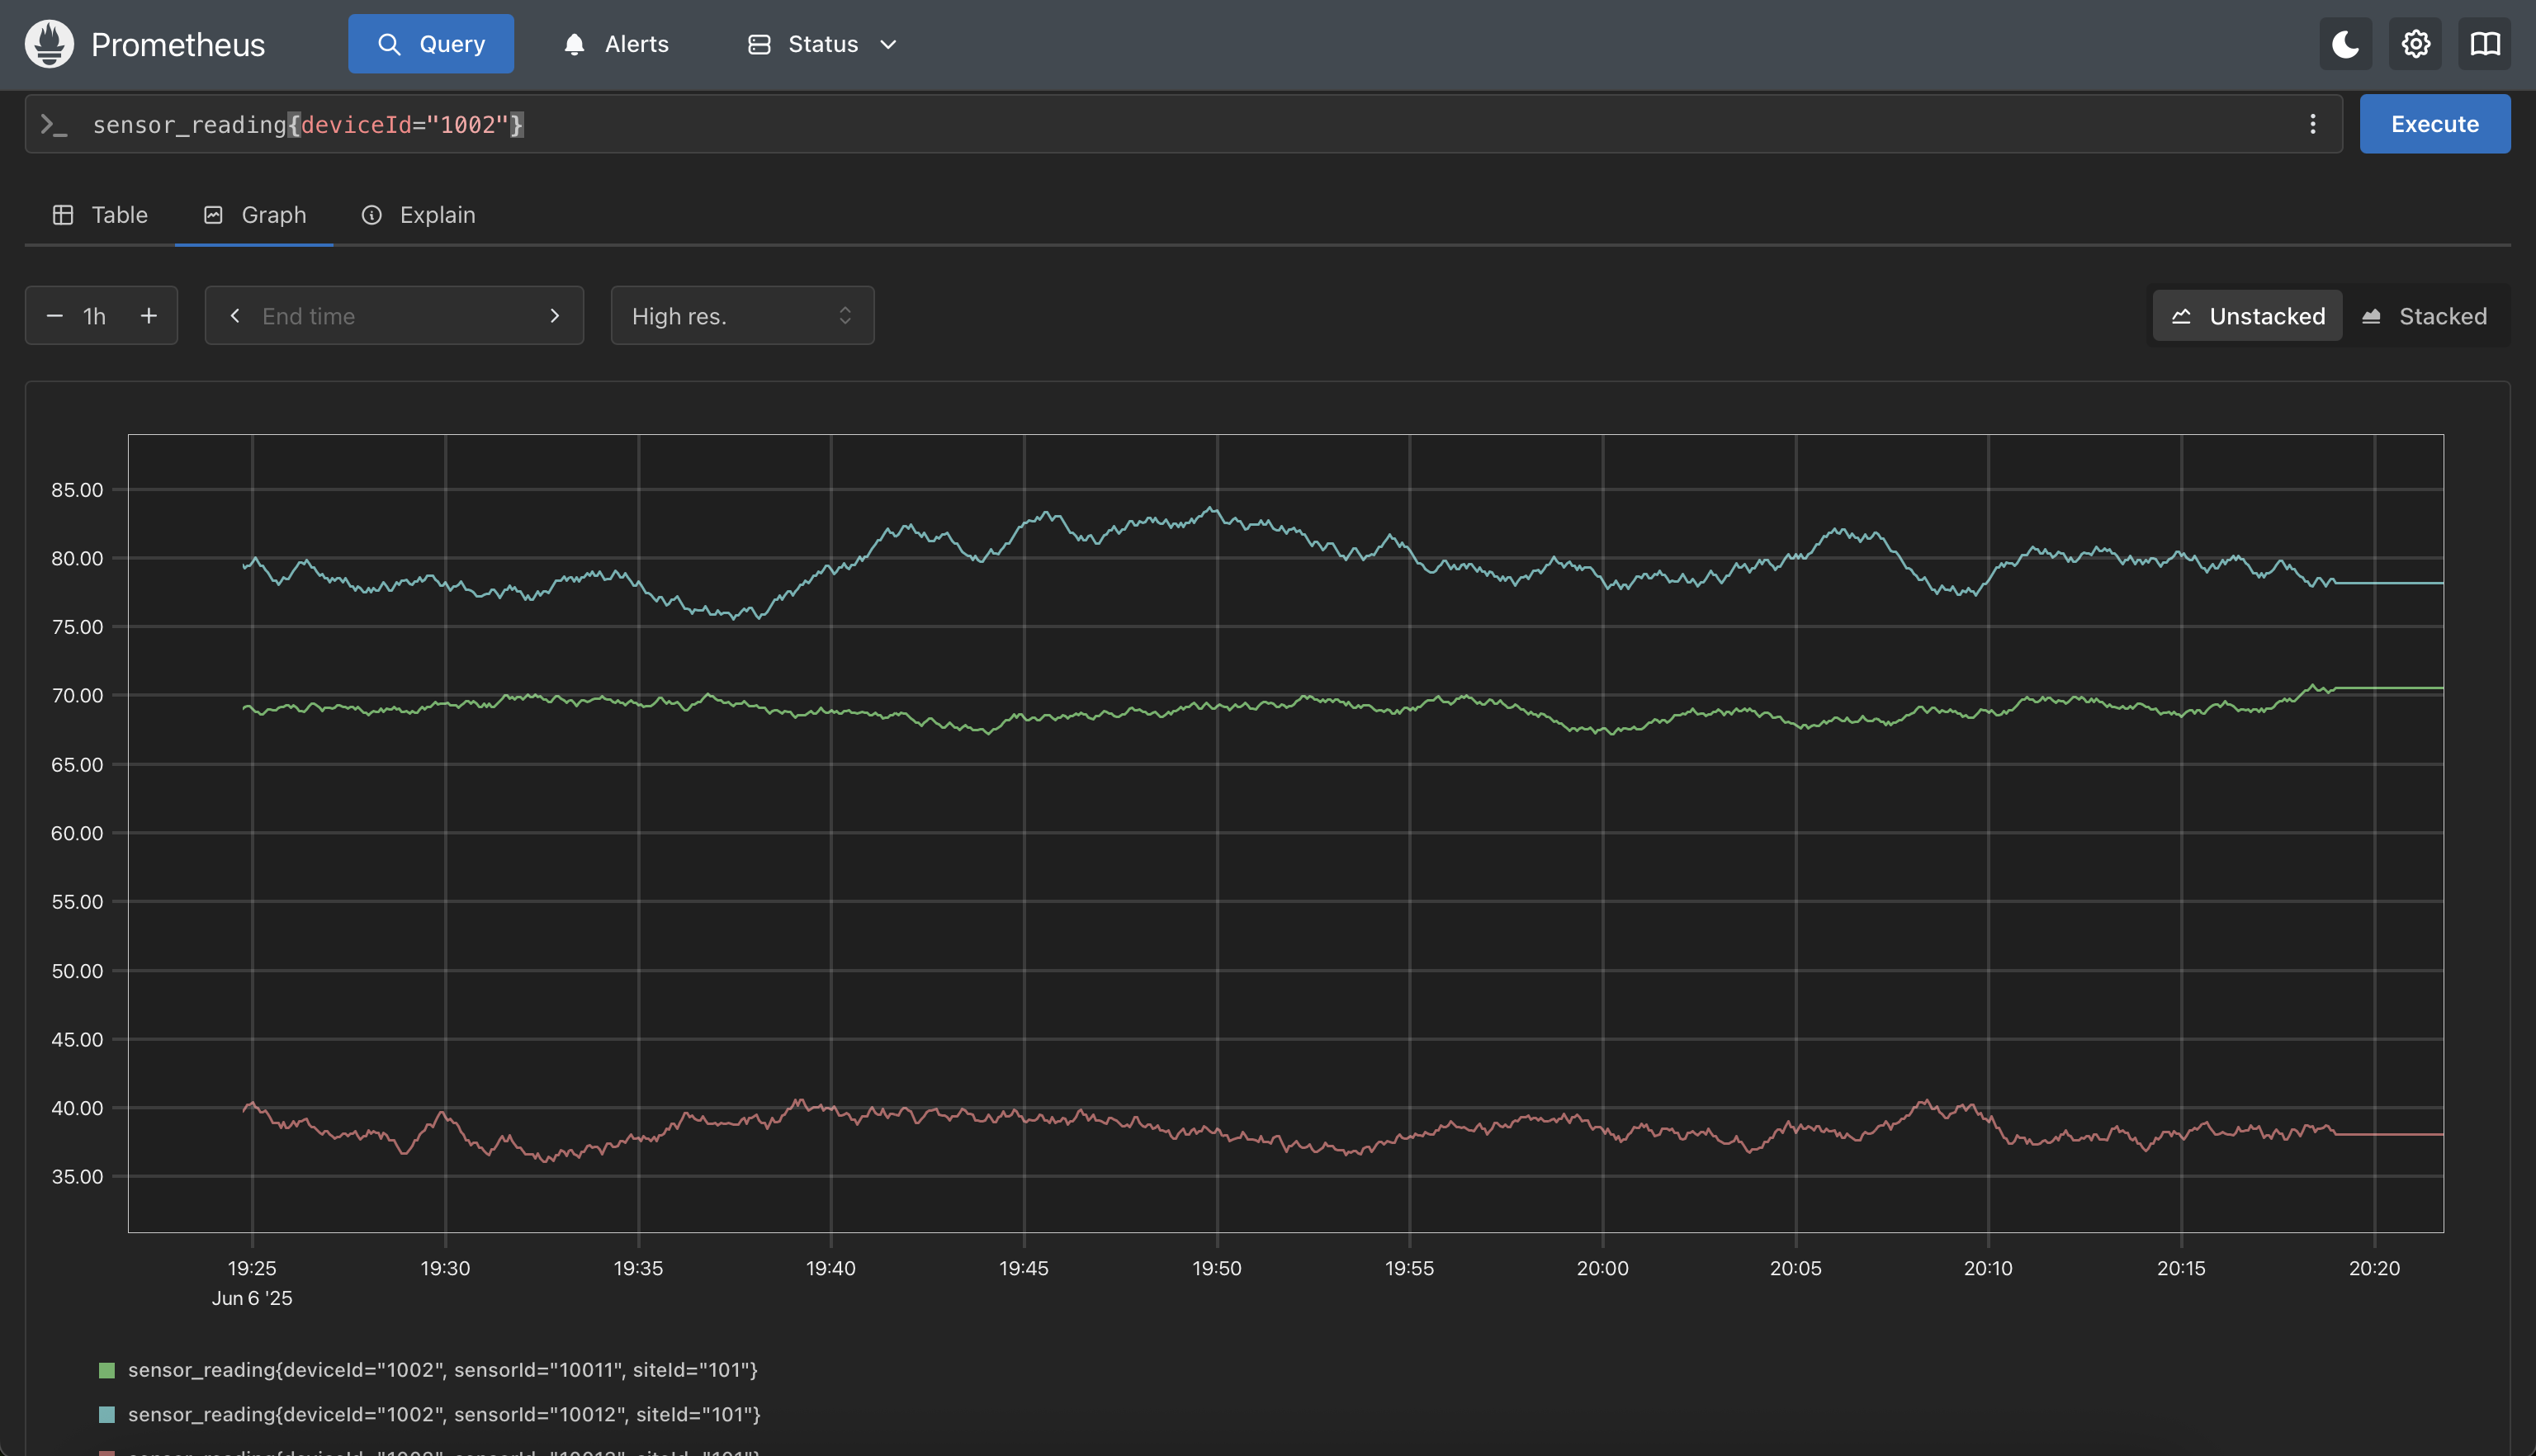 Prometheus Query Alerts Status
>_ sensor_reading{deviceId="1002"} Execute
Table Graph Explain
1h End time High res. Unstacked Stacked
85.00
80.00
75.00
70.00
65.00
60.00
55.00
50.00
45.00
40.00
35.00
19:25 19:30 19:35 19:40 19:45 19:50 19:55 20:00 20:05 20:10 20:15 20:20
Jun 6 '25
sensor_reading{deviceId="1002", sensorId="10011", siteId="101"}
sensor_reading{deviceId="1002", sensorId="10012", siteId="101"}